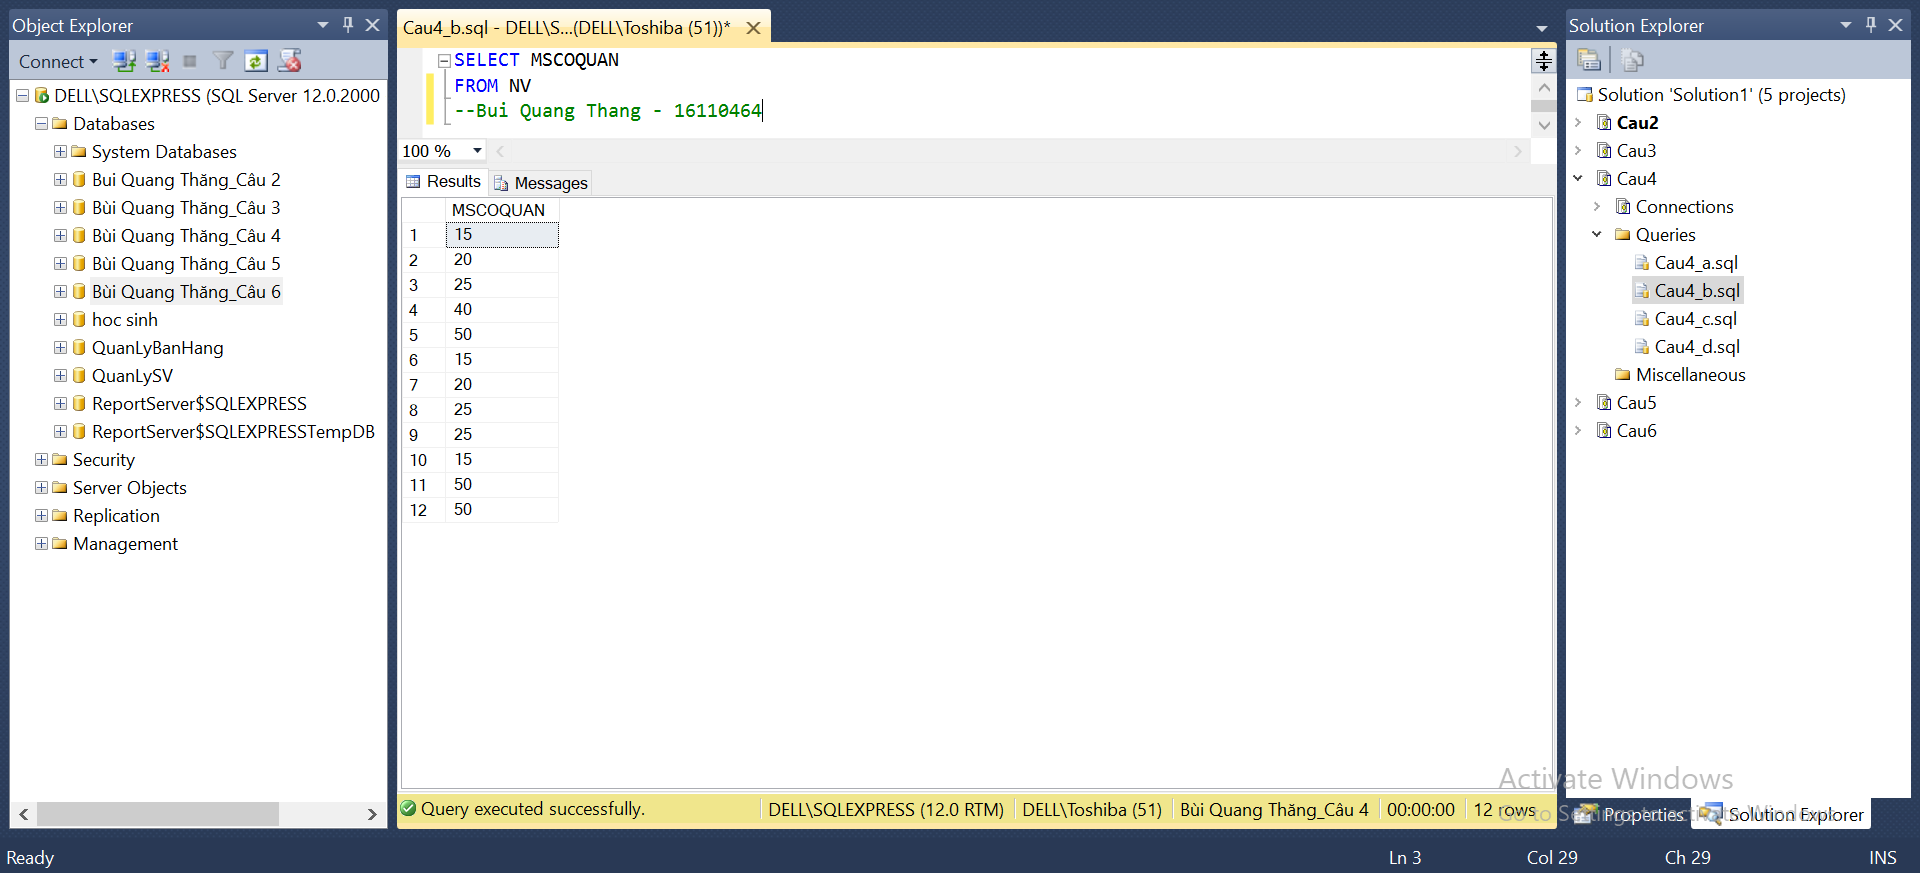 Object Explorer
Connect
DELL\SQLEXPRESS (SQL Server 12.0.2000
Databases
System Databases
Bui Quang Thăng_Câu 2
Bùi Quang Thăng_Câu 3
Bùi Quang Thăng_Câu 4
Bùi Quang Thăng_Câu 5
Bùi Quang Thăng_Câu 6
hoc sinh
QuanLyBanHang
QuanLySV
ReportServer$SQLEXPRESS
ReportServer$SQLEXPRESSTempDB
Security
Server Objects
Replication
Management
Cau4_b.sql - DELL\S...(DELL\Toshiba (51))*
SELECT MSCOQUAN
FROM NV
--Bui Quang Thang - 16110464
100 %
Results Messages
MSCOQUAN
1 15
2 20
3 25
4 40
5 50
6 15
7 20
8 25
9 25
10 15
11 50
12 50
Query executed successfully. DELL\SQLEXPRESS (12.0 RTM) DELL\Toshiba (51) Bùi Quang Thăng_Câu 4 00:00:00 12 rows
Solution Explorer
Solution 'Solution1' (5 projects)
Cau2
Cau3
Cau4
Connections
Queries
Cau4_a.sql
Cau4_b.sql
Cau4_c.sql
Cau4_d.sql
Miscellaneous
Cau5
Cau6
Activate Windows
Go to Settings to activate Windows.
Properties Solution Explorer
Ready Ln 3 Col 29 Ch 29 INS